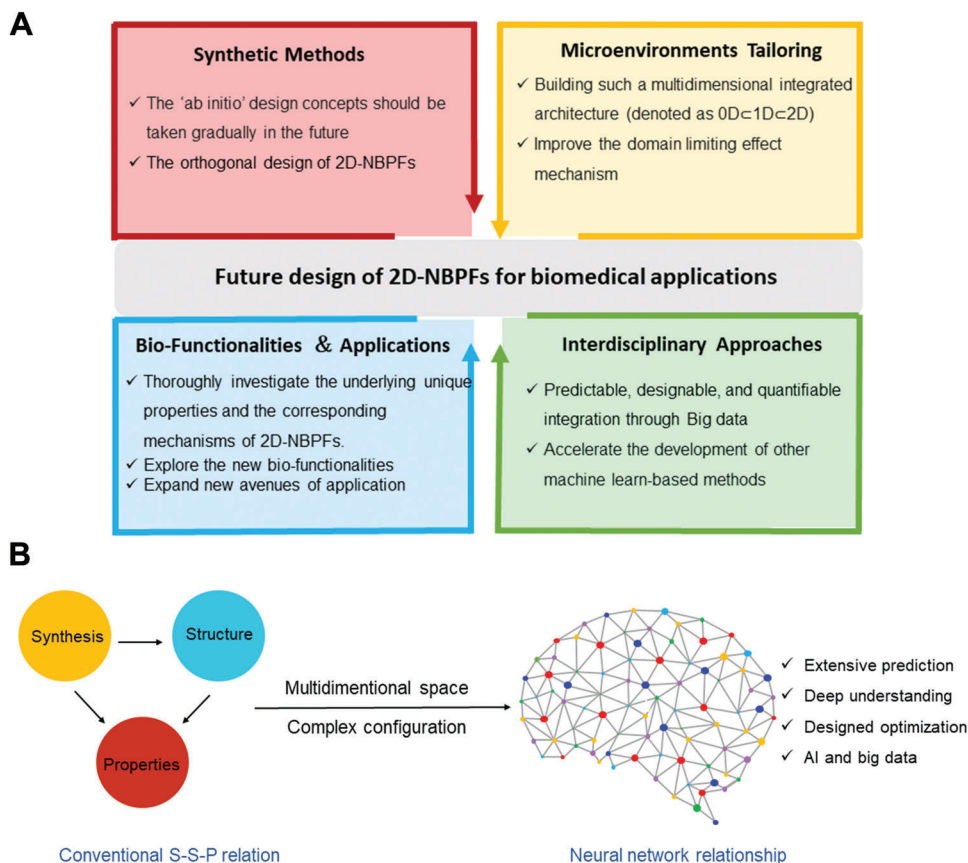 A
Synthetic Methods
✓ The 'ab initio' design concepts should be
taken gradually in the future
✓ The orthogonal design of 2D-NBPFs
Microenvironments Tailoring
✓ Building such a multidimensional integrated
architecture (denoted as 0D⊂1D⊂2D)
✓ Improve the domain limiting effect
mechanism
Future design of 2D-NBPFs for biomedical applications
Bio-Functionalities & Applications
✓ Thoroughly investigate the underlying unique
properties and the corresponding
mechanisms of 2D-NBPFs.
✓ Explore the new bio-functionalities
✓ Expand new avenues of application
Interdisciplinary Approaches
✓ Predictable, designable, and quantifiable
integration through Big data
✓ Accelerate the development of other
machine learn-based methods
B
Synthesis
Structure
Properties
Multidimentional space
Complex configuration
✓ Extensive prediction
✓ Deep understanding
✓ Designed optimization
✓ AI and big data
Conventional S-S-P relation
Neural network relationship